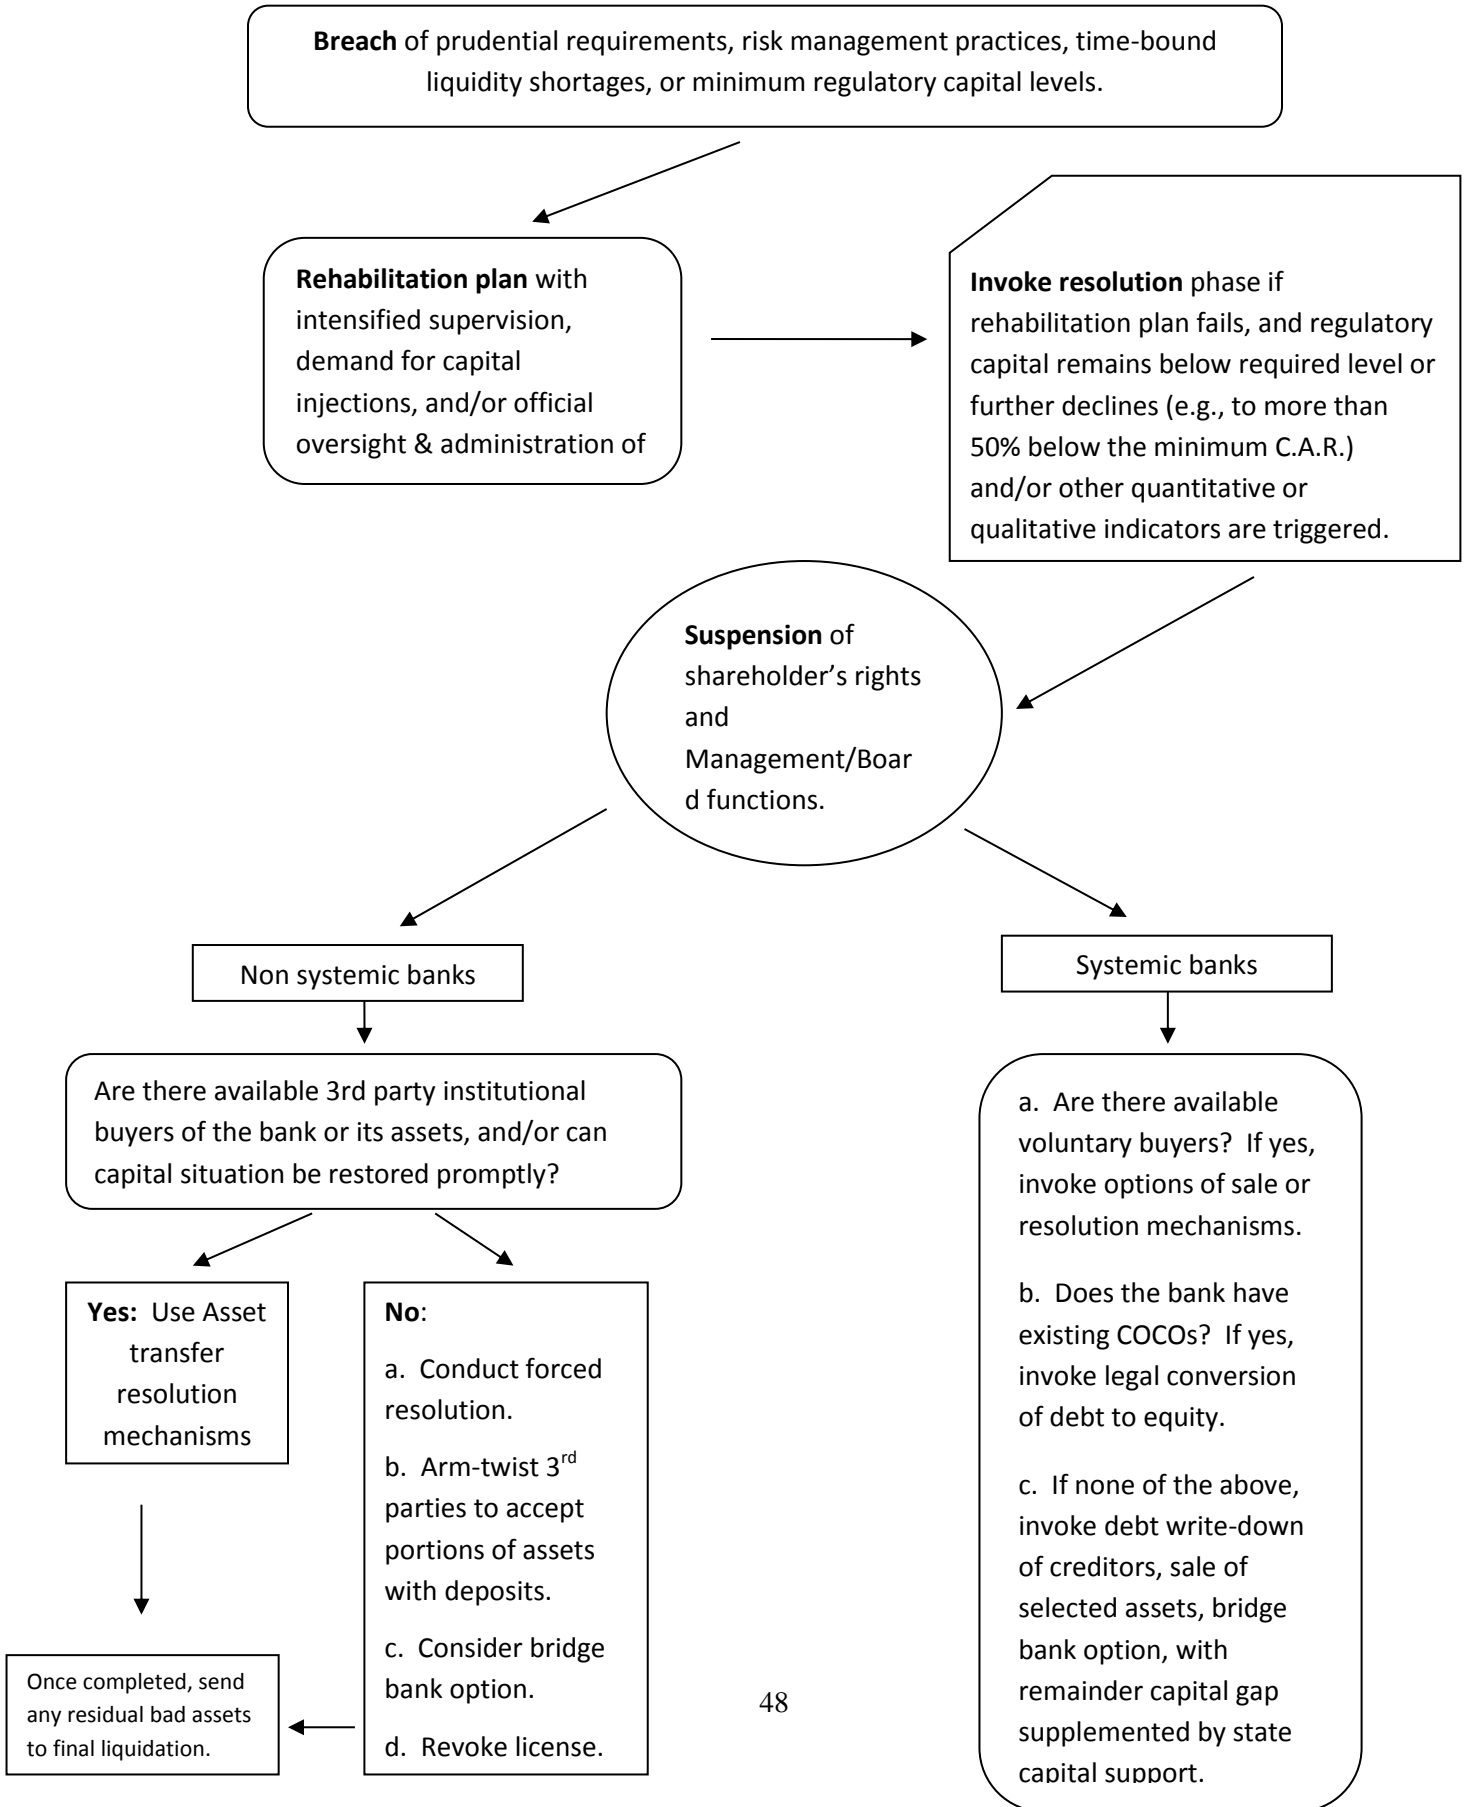 Breach of prudential requirements, risk management practices, time-bound
liquidity shortages, or minimum regulatory capital levels.
Rehabilitation plan with
intensified supervision,
demand for capital
injections, and/or official
oversight & administration of
Invoke resolution phase if
rehabilitation plan fails, and regulatory
capital remains below required level or
further declines (e.g., to more than
50% below the minimum C.A.R.)
and/or other quantitative or
qualitative indicators are triggered.
Suspension of
shareholder’s rights
and
Management/Boar
d functions.
Non systemic banks
Are there available 3rd party institutional
buyers of the bank or its assets, and/or can
capital situation be restored promptly?
Yes: Use Asset
transfer
resolution
mechanisms
No:
a. Conduct forced
resolution.
b. Arm-twist 3rd
parties to accept
portions of assets
with deposits.
c. Consider bridge
bank option.
d. Revoke license.
Once completed, send
any residual bad assets
to final liquidation.
Systemic banks
a. Are there available
voluntary buyers? If yes,
invoke options of sale or
resolution mechanisms.
b. Does the bank have
existing COCOs? If yes,
invoke legal conversion
of debt to equity.
c. If none of the above,
invoke debt write-down
of creditors, sale of
selected assets, bridge
bank option, with
remainder capital gap
supplemented by state
capital support.
48